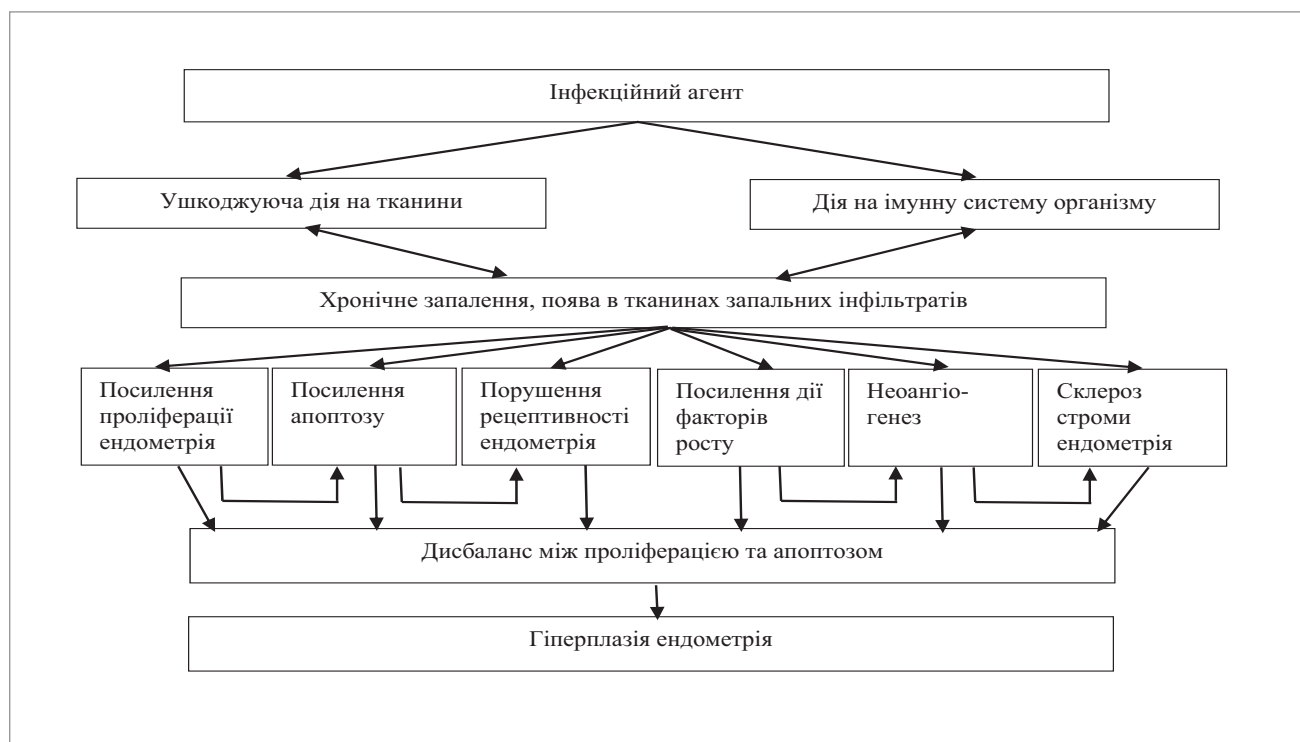 Інфекційний агент
Ушкоджуюча дія на тканини
Дія на імунну систему організму
Хронічне запалення, поява в тканинах запальних інфільтратів
Посилення
проліферації
ендометрія
Посилення
апоптозу
Порушення
рецептивності
ендометрія
Посилення дії
факторів
росту
Неоангіо-
генез
Склероз
строми
ендометрія
Дисбаланс між проліферацією та апоптозом
Гіперплазія ендометрія